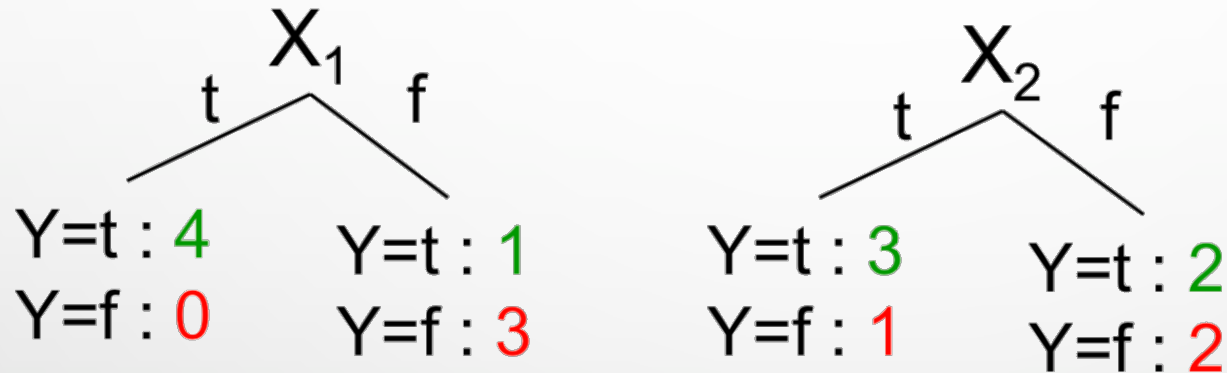 X₁
t f
Y=t : 4
Y=f : 0
Y=t : 1
Y=f : 3
X₂
t f
Y=t : 3
Y=f : 1
Y=t : 2
Y=f : 2